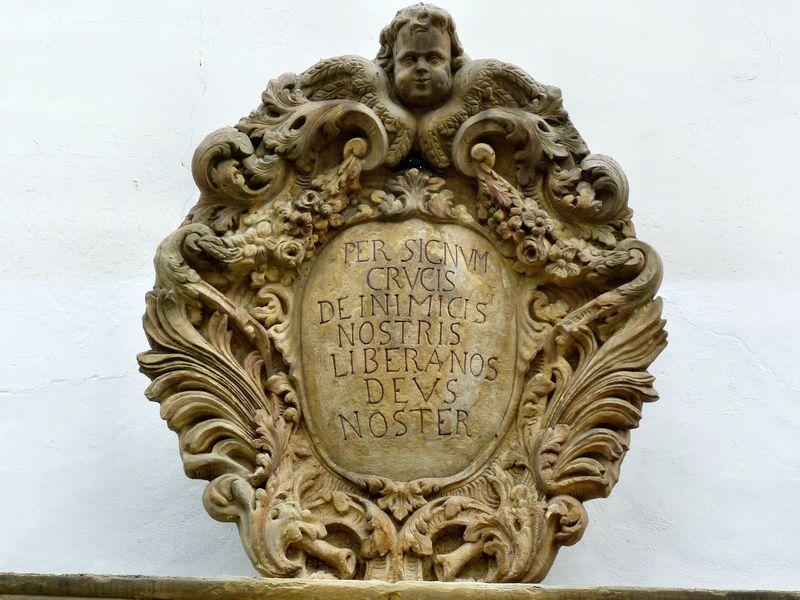 PER SIGNVM
CRVCIS
DE INIMICIS
NOSTRIS
LIBERA NOS
DEVS
NOSTER